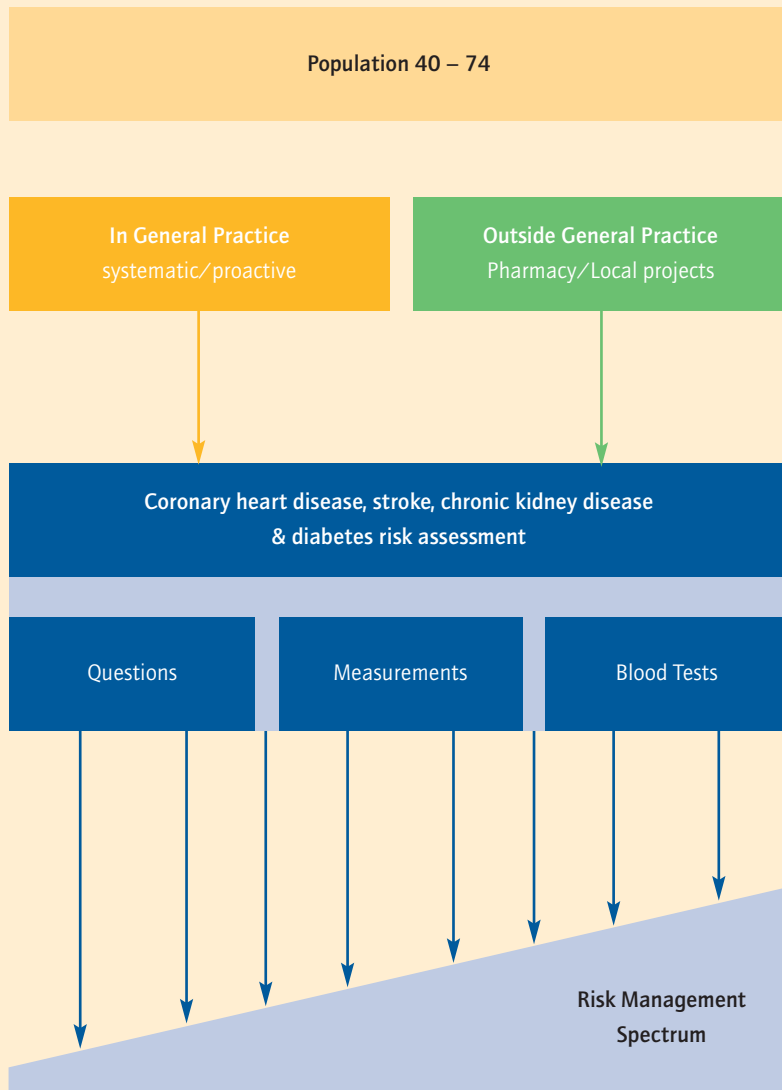 Population 40 – 74
In General Practice
systematic/proactive
Outside General Practice
Pharmacy/Local projects
Coronary heart disease, stroke, chronic kidney disease
& diabetes risk assessment
Questions
Measurements
Blood Tests
Risk Management
Spectrum